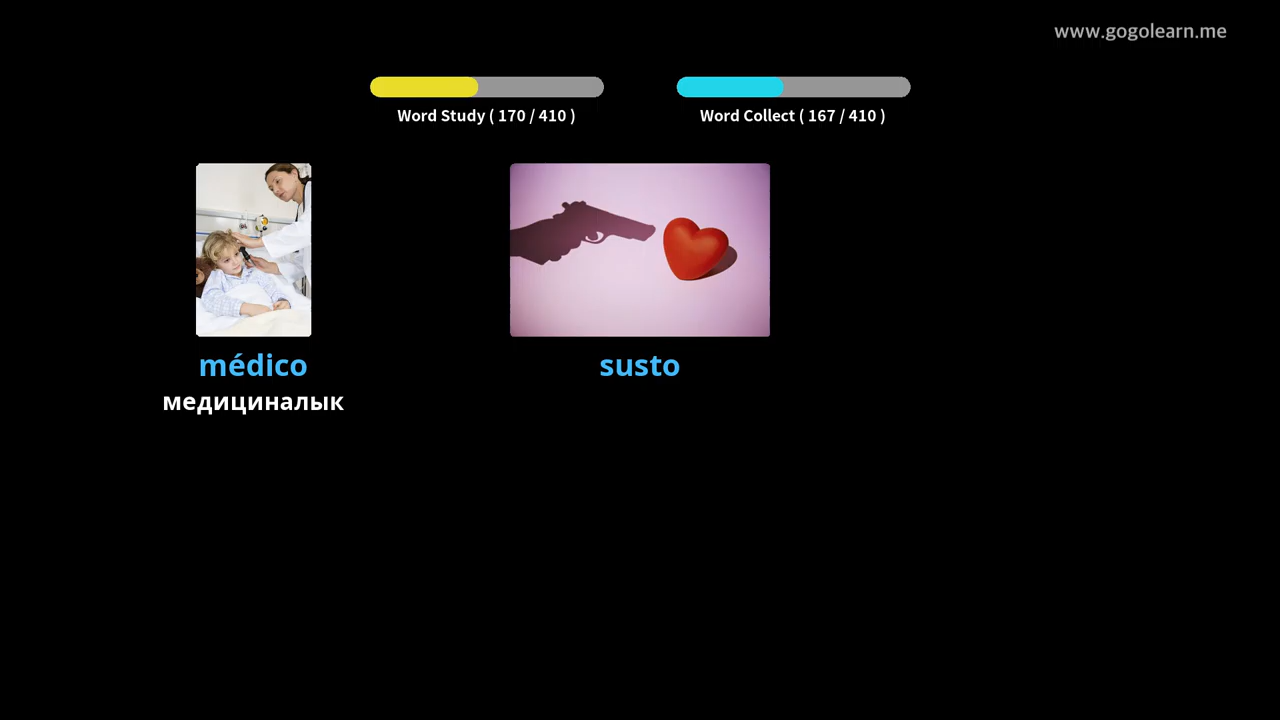 www.gogolearn.me
Word Study ( 170 / 410 )
Word Collect ( 167 / 410 )
médico
susto
медициналык